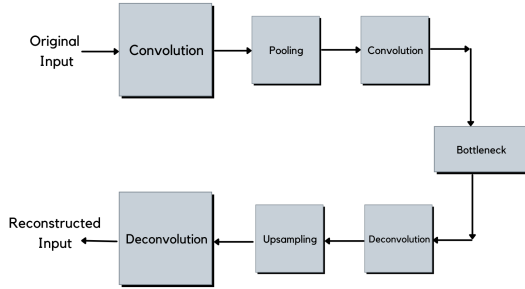 Original
Input
Convolution
Pooling
Convolution
Bottleneck
Deconvolution
Upsampling
Deconvolution
Reconstructed
Input